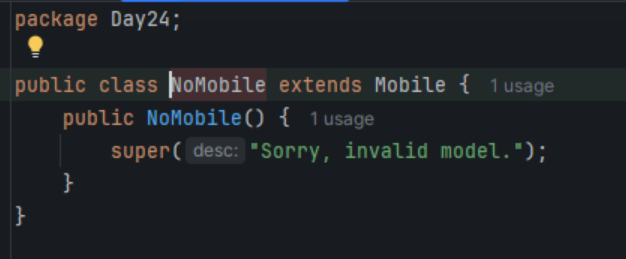 package Day24;
public class NoMobile extends Mobile { 1 usage
public NoMobile() { 1 usage
super( desc: "Sorry, invalid model.");
}
}